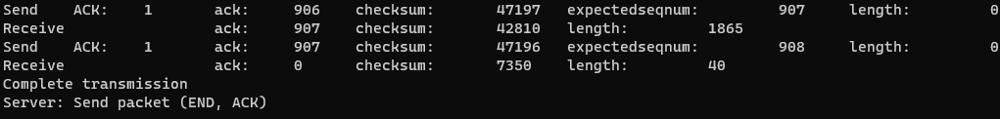 Send    ACK:    1       ack:    906     checksum:       47197   expectedseqnum:         907     length:         0
Receive                 ack:    907     checksum:       42810   length:         1865
Send    ACK:    1       ack:    907     checksum:       47196   expectedseqnum:         908     length:         0
Receive                 ack:    0       checksum:       7350    length:         40
Complete transmission
Server: Send packet (END, ACK)